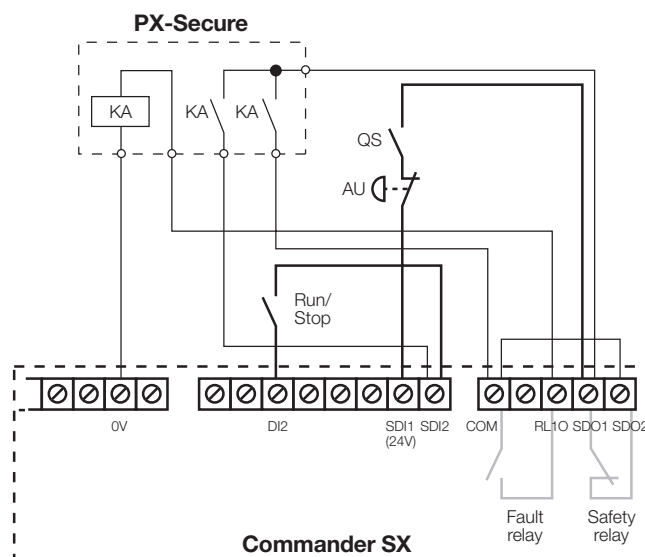 PX-Secure
KA
KA
KA
QS
AU
Run/
Stop
0V
DI2
SDI1
(24V)
SDI2
COM
RL1O
SDO1
SDO2
Fault
relay
Safety
relay
Commander SX